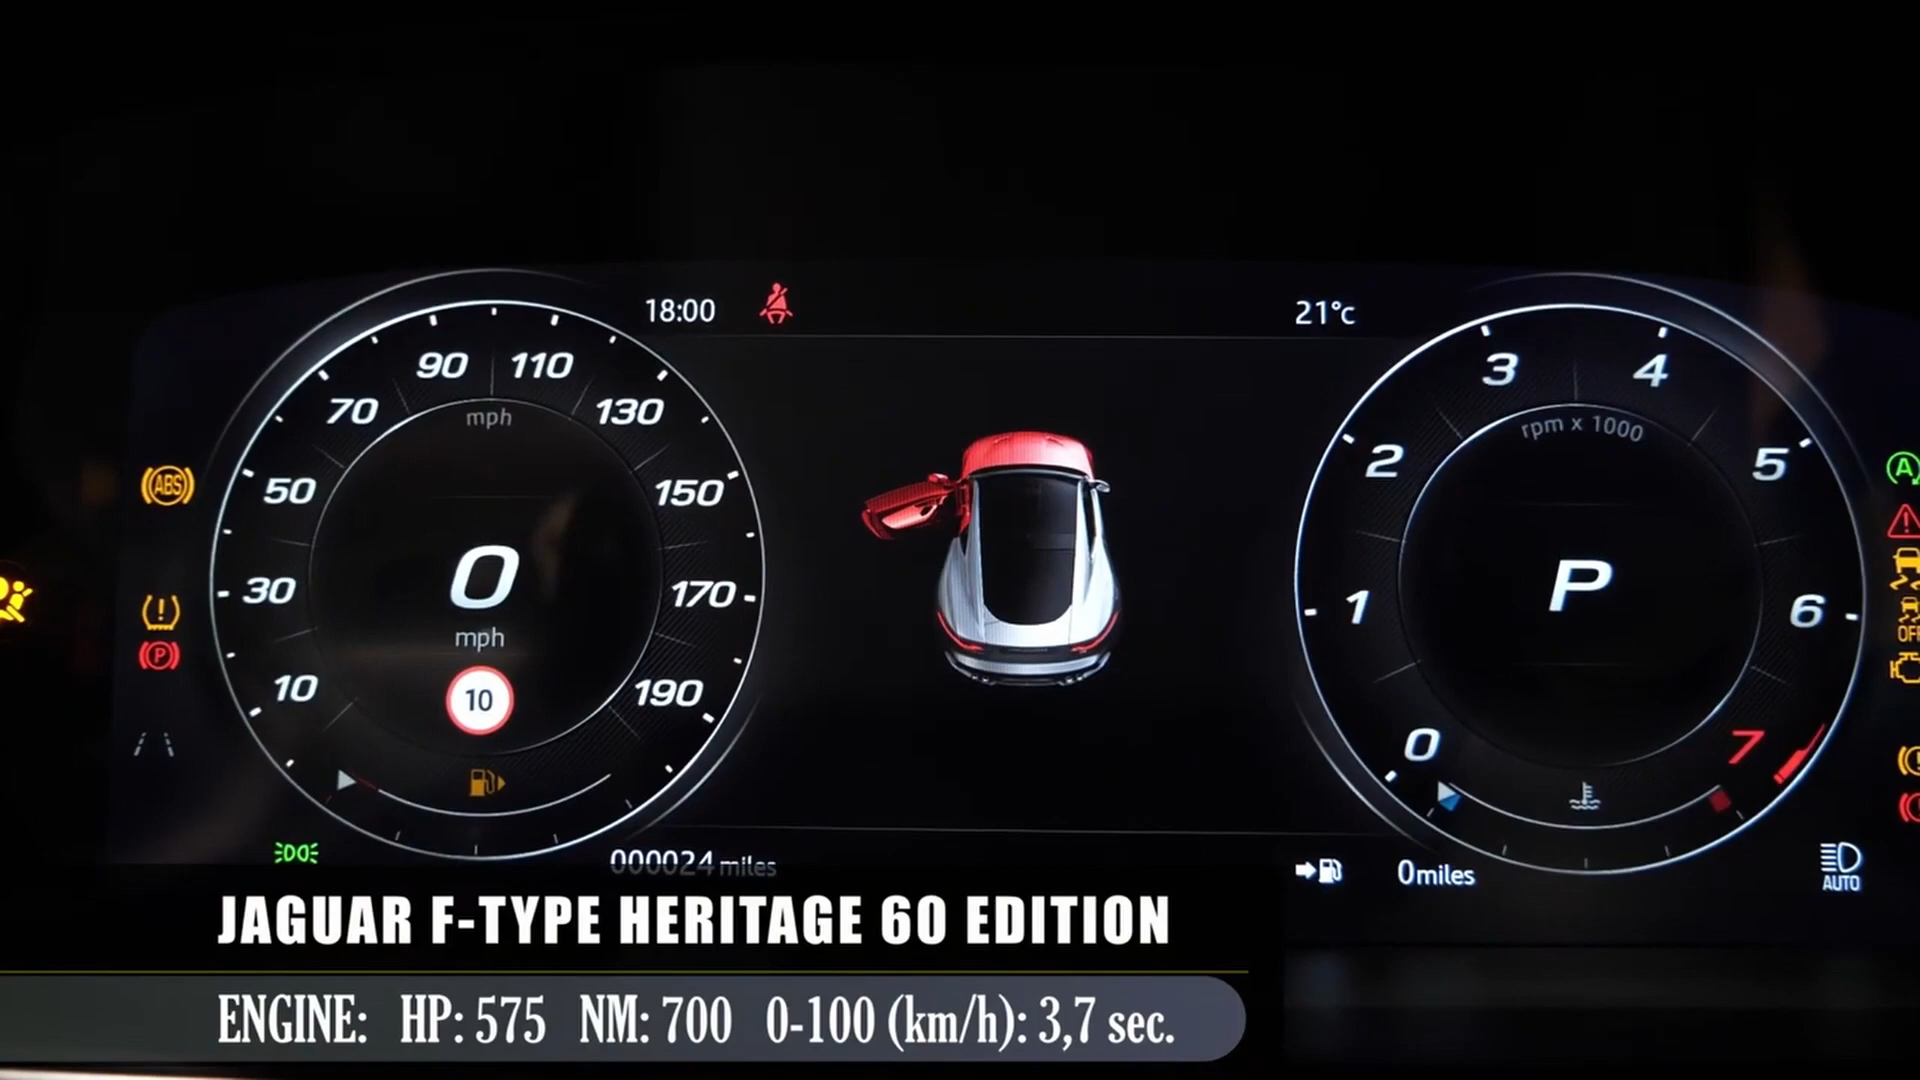 18:00
21°c
90 110
70 130
mph
50 150
30 170
10 190
0
mph
10
ABS
P
3 4
2 5
rpm x 1000
1 6
P
0 7
A
OFF
000024 miles
0miles
AUTO
JAGUAR F-TYPE HERITAGE 60 EDITION
ENGINE: HP: 575 NM: 700 0-100 (km/h): 3,7 sec.